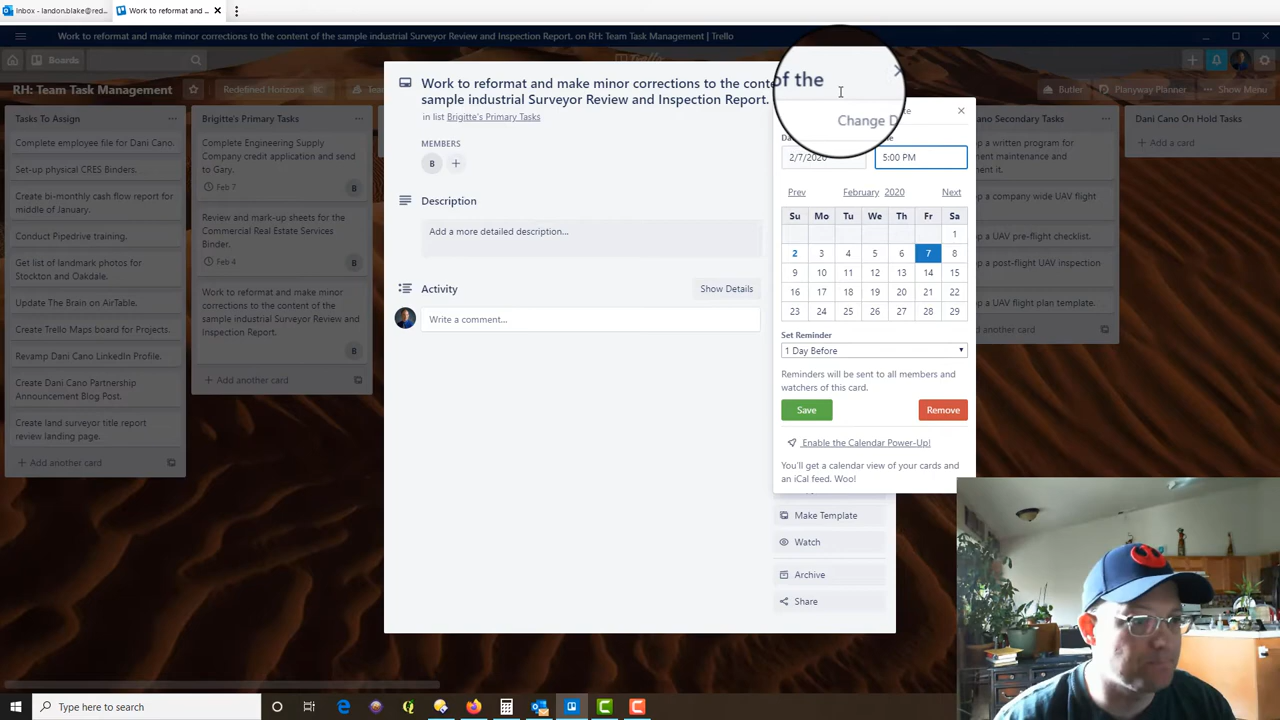 Inbox - landon.blake@red...
Work to reformat and ...
Work to reformat and make minor corrections to the content of the sample industrial Surveyor Review and Inspection Report. on RH: Team Task Management | Trello
Boards
Trello
RH: Team Task Management
Redefined Horizons
Butler
Planyway Planner
... Show Menu
Tasks To Assign
Complete employee file for Dani Cano.
Set-up physical CRES Binders.
Create bi-monthly cash flow report for
middle of January.
Conduct Pipedrive training.
Get list of landmark photos for
Stockton and Oakdale.
Update The Brain on AirTable.
Create Trello Maps board for Projects.
Revamp Dani Cano LinkedIn Profile.
Create Dani Cano Partnership
Announcement Blog Post.
Create land surveyor title report
review landing page.
+ Add another card
Brigitte's Primary Tasks
Complete Engineering Supply
Company credit application and send
to Gary.
Feb 7
B
Review and mark-up sheets for the
Commercial Real Estate Services
Binder.
Feb 4
B
Work to reformat and make minor
corrections to the content of the
sample industrial Surveyor Review and
Inspection Report.
B
+ Add another card
Work to reformat and make minor corrections to the conte
of the
sample industrial Surveyor Review and Inspection Report.
in list Brigitte's Primary Tasks
MEMBERS
B
+
Description
Add a more detailed description...
Activity
Show Details
Write a comment...
Change D
2/7/2020
5:00 PM
Prev
February 2020
Next
Su Mo Tu We Th Fr Sa
1
2 3 4 5 6 7 8
9 10 11 12 13 14 15
16 17 18 19 20 21 22
23 24 25 26 27 28 29
Set Reminder
1 Day Before
Reminders will be sent to all members and
watchers of this card.
Save
Remove
Enable the Calendar Power-Up!
You'll get a calendar view of your cards and
an iCal feed. Woo!
Make Template
Watch
Archive
Share
Secondary Tasks
a written program for
ment maintenance and
ment it.
a company vehicle
a UAV pre-flight checklist.
a post-flight UAV inspection
a UAV flight plan template.
another card
Dani Cano On Hold Tasks
+ Add a card
Type here to search